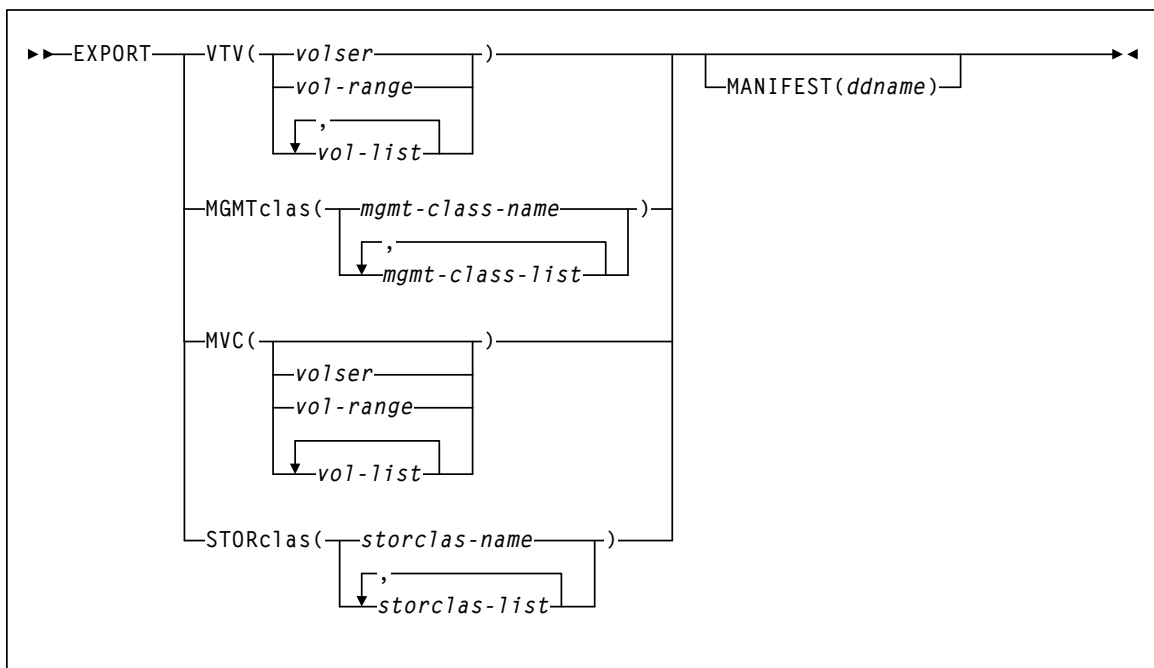 EXPORT VTV( volser )
vol-range MANIFEST(ddname)
,
vol-list
MGMTclas( mgmt-class-name )
,
mgmt-class-list
MVC( )
volser
vol-range
vol-list
STORclas( storclas-name )
,
storclas-list